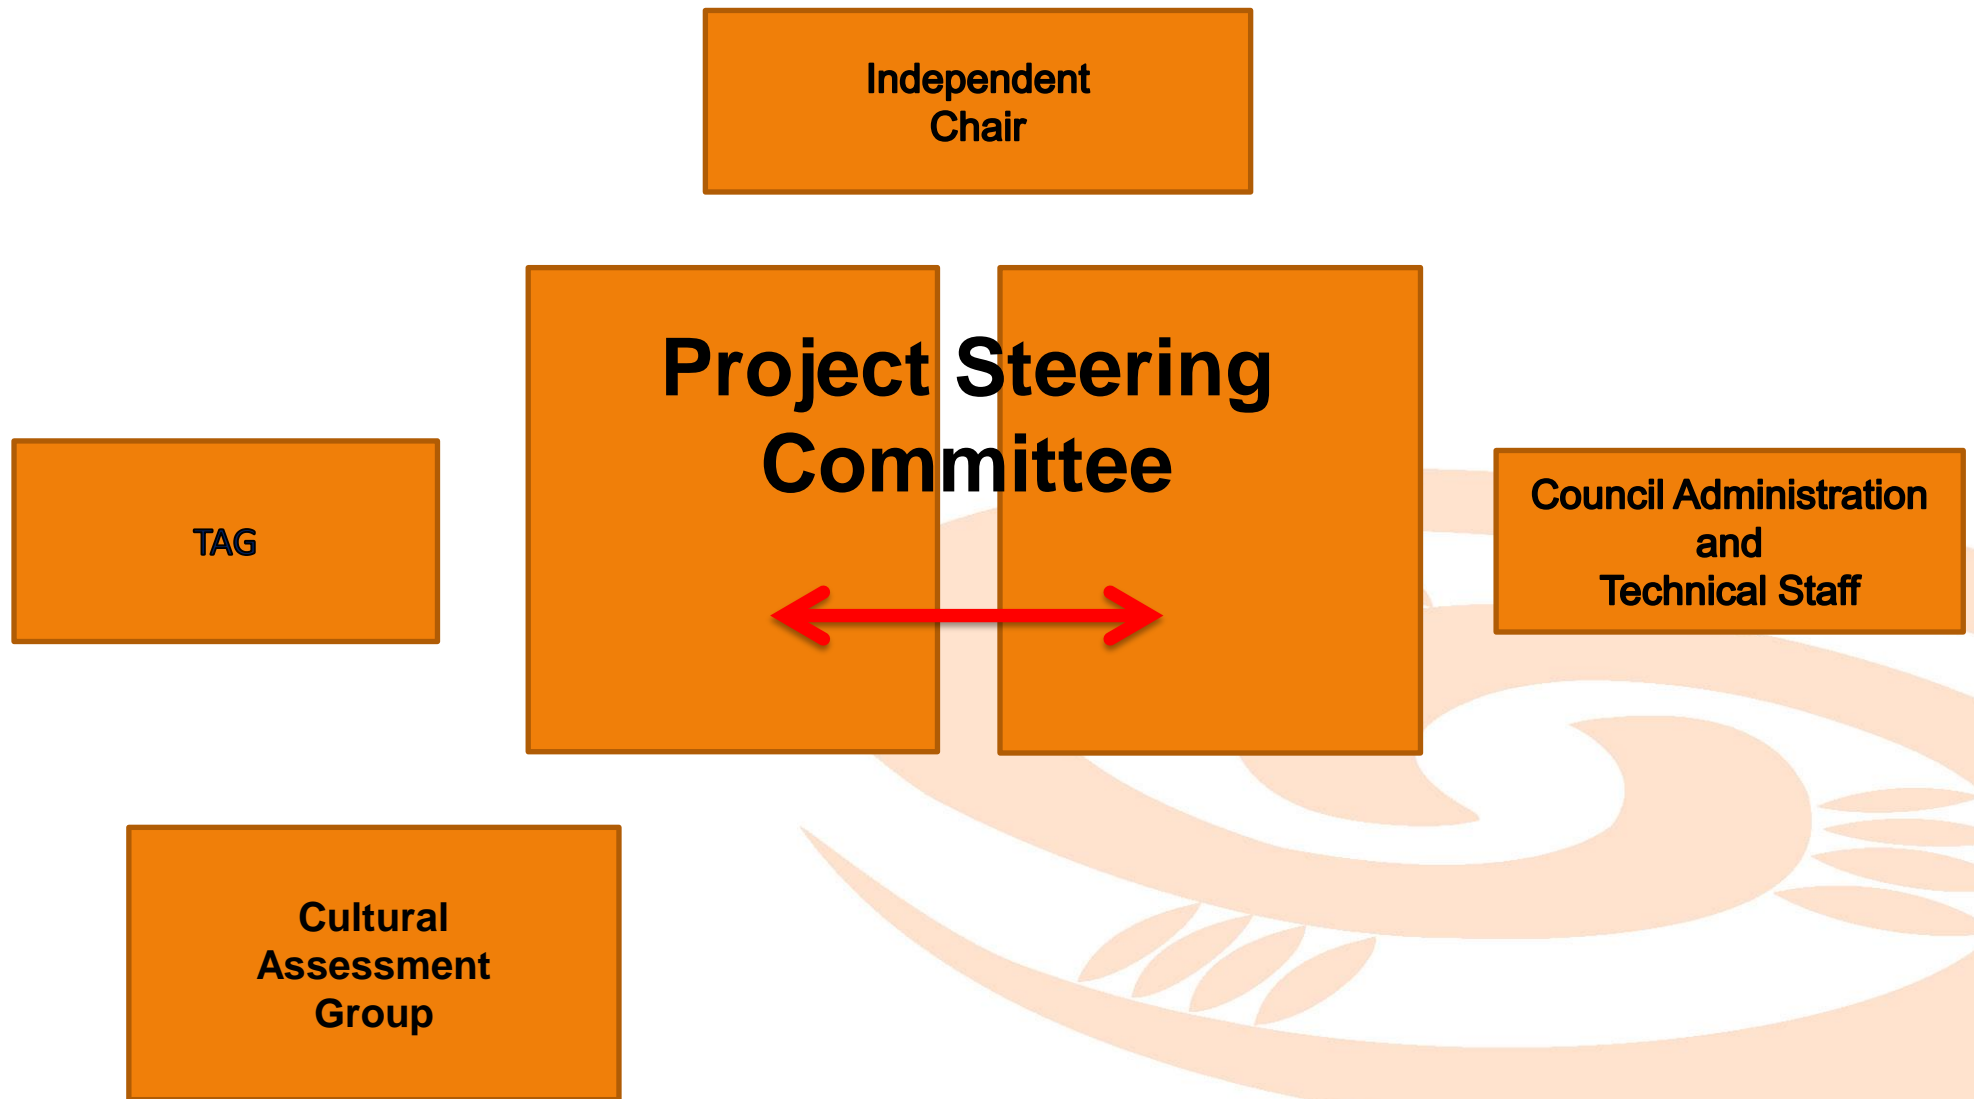 Independent
Chair
Project Steering
Committee
TAG
Council Administration
and
Technical Staff
Cultural
Assessment
Group